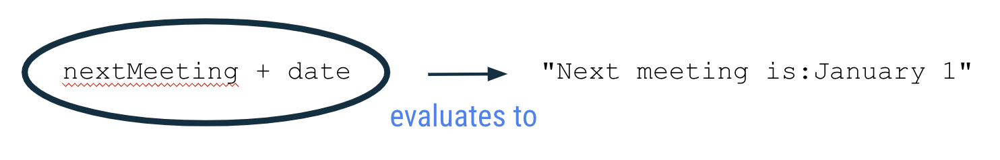 nextMeeting + date
"Next meeting is:January 1"
evaluates to